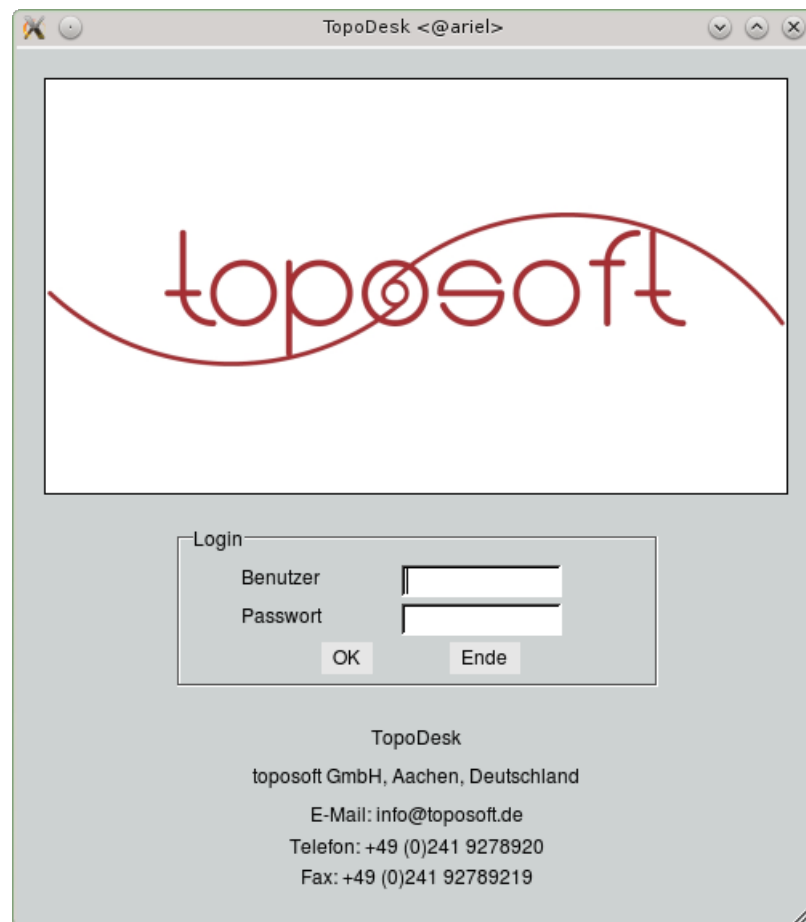 TopoDesk <@ariel>
toposoft
Login
Benutzer
Passwort
OK Ende
TopoDesk
toposoft GmbH, Aachen, Deutschland
E-Mail: info@toposoft.de
Telefon: +49 (0)241 9278920
Fax: +49 (0)241 92789219